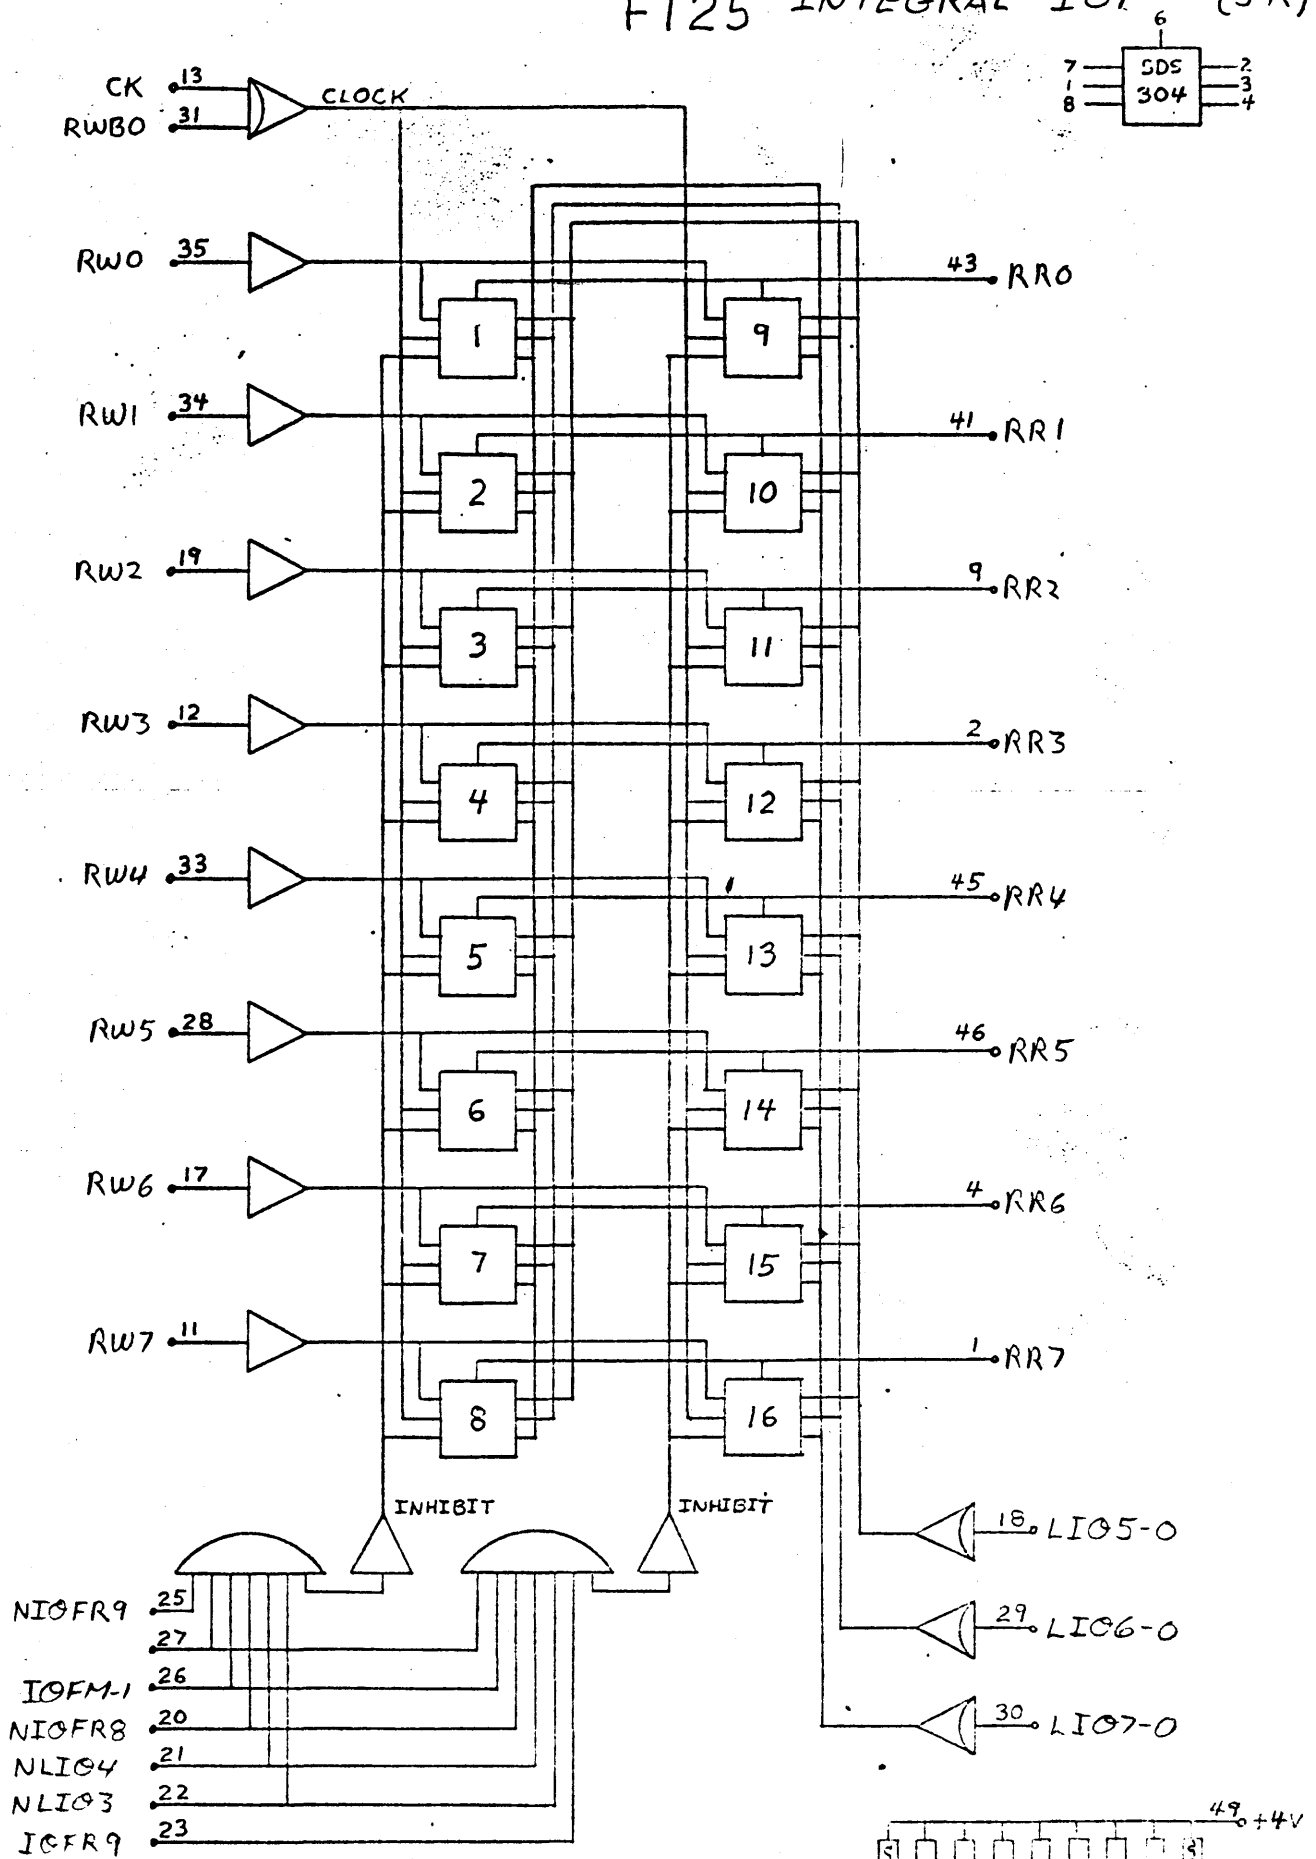 FT25 INTEGRAL
6
7 SDS 2
1 304 3
8 4
CK 13
CLOCK
RWB0 31
RW0 35
43 RR0
1 9
RW1 34
41 RR1
2 10
RW2 19
9 RR2
3 11
RW3 12
2 RR3
4 12
RW4 33
45 RR4
5 13
RW5 28
46 RR5
6 14
RW6 17
4 RR6
7 15
RW7 11
1 RR7
8 16
INHIBIT INHIBIT
18 LIO5-0
NIOFR9 25
27
29 LIO6-0
IOFM-1 26
NIOFR8 20
30 LIO7-0
NLIO4 21
NLIO3 22
IOFR9 23
49 +4V